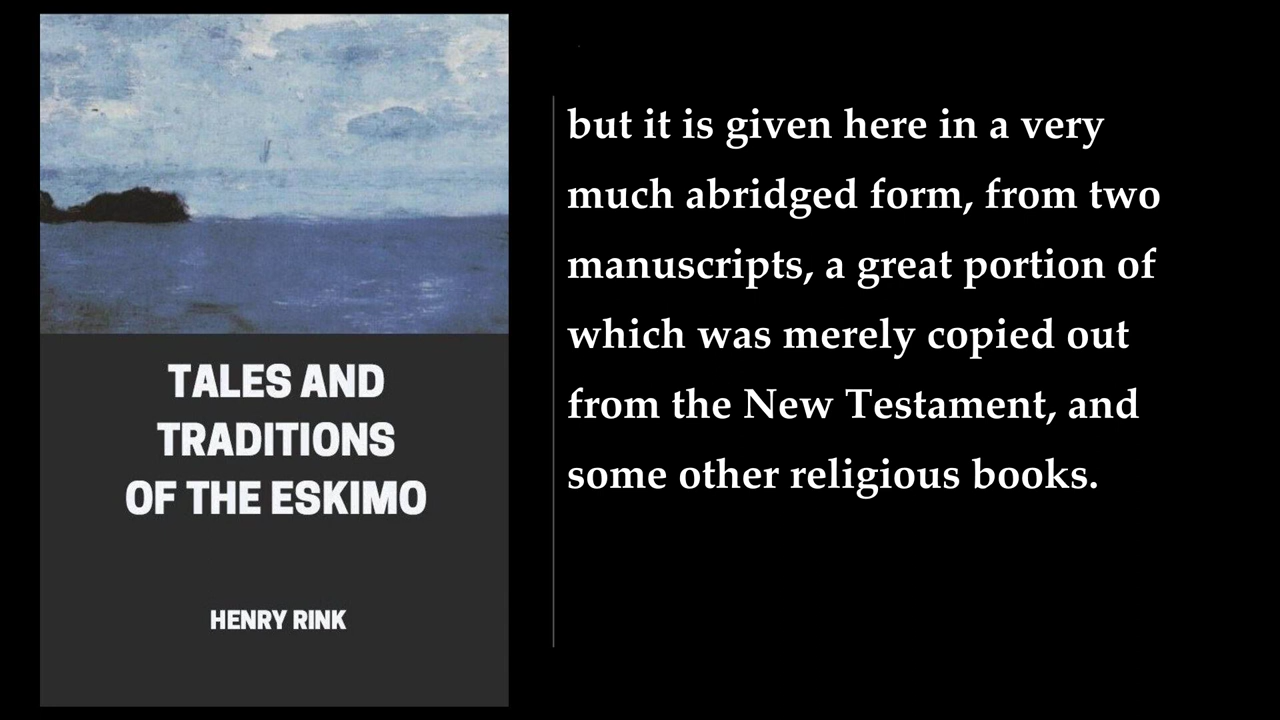 TALES AND
TRADITIONS
OF THE ESKIMO
HENRY RINK
but it is given here in a very
much abridged form, from two
manuscripts, a great portion of
which was merely copied out
from the New Testament, and
some other religious books.